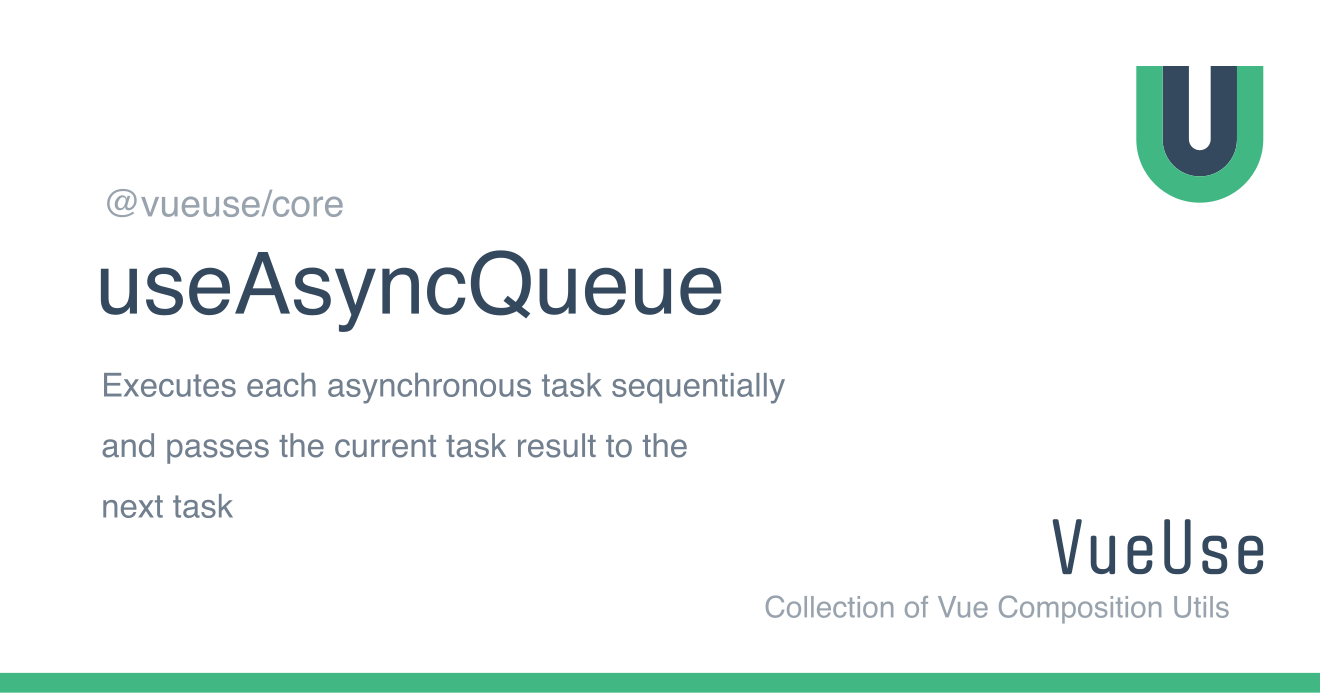 @vueuse/core
useAsyncQueue
Executes each asynchronous task sequentially
and passes the current task result to the
next task
VueUse
Collection of Vue Composition Utils